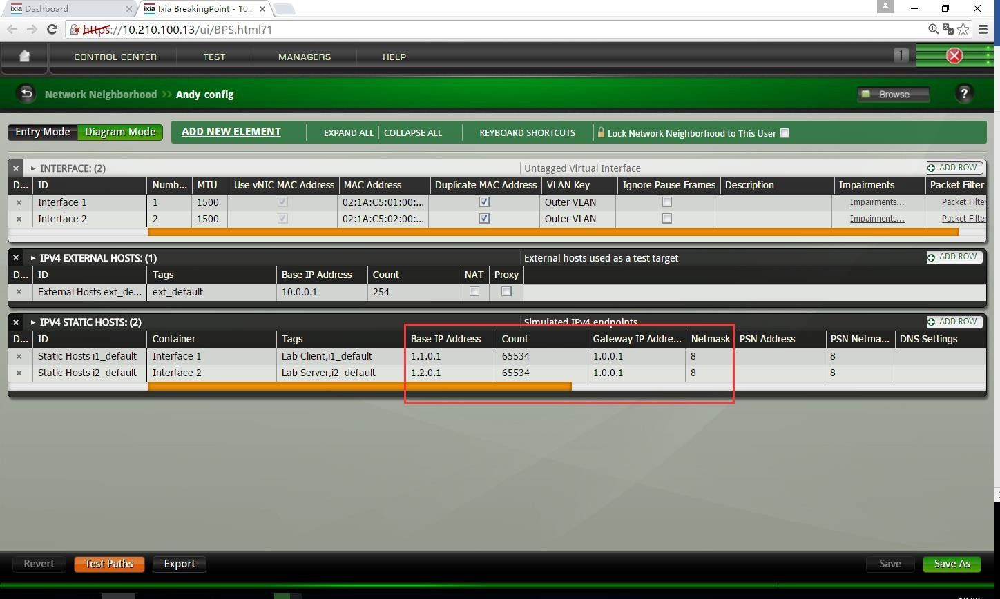 ixia Dashboard
ixia Ixia BreakingPoint - 10.2
https://10.210.100.13/ui/BPS.html?1
CONTROL CENTER TEST MANAGERS HELP 1
Network Neighborhood >> Andy_config Browse ?
Entry Mode Diagram Mode ADD NEW ELEMENT EXPAND ALL COLLAPSE ALL KEYBOARD SHORTCUTS Lock Network Neighborhood to This User
INTERFACE: (2) Untagged Virtual Interface ADD ROW
D... ID Numb... MTU Use vNIC MAC Address MAC Address Duplicate MAC Address VLAN Key Ignore Pause Frames Description Impairments Packet Filter
Interface 1 1 1500 02:1A:C5:01:00:... Outer VLAN Impairments... Packet Filter
Interface 2 2 1500 02:1A:C5:02:00:... Outer VLAN Impairments... Packet Filter
IPV4 EXTERNAL HOSTS: (1) External hosts used as a test target ADD ROW
D... ID Tags Base IP Address Count NAT Proxy
External Hosts ext_de... ext_default 10.0.0.1 254
IPV4 STATIC HOSTS: (2) Simulated IPv4 endpoints ADD ROW
D... ID Container Tags Base IP Address Count Gateway IP Addre... Netmask PSN Address PSN Netma... DNS Settings
Static Hosts i1_default Interface 1 Lab Client,i1_default 1.1.0.1 65534 1.0.0.1 8 8
Static Hosts i2_default Interface 2 Lab Server,i2_default 1.2.0.1 65534 1.0.0.1 8 8
Revert Test Paths Export Save Save As